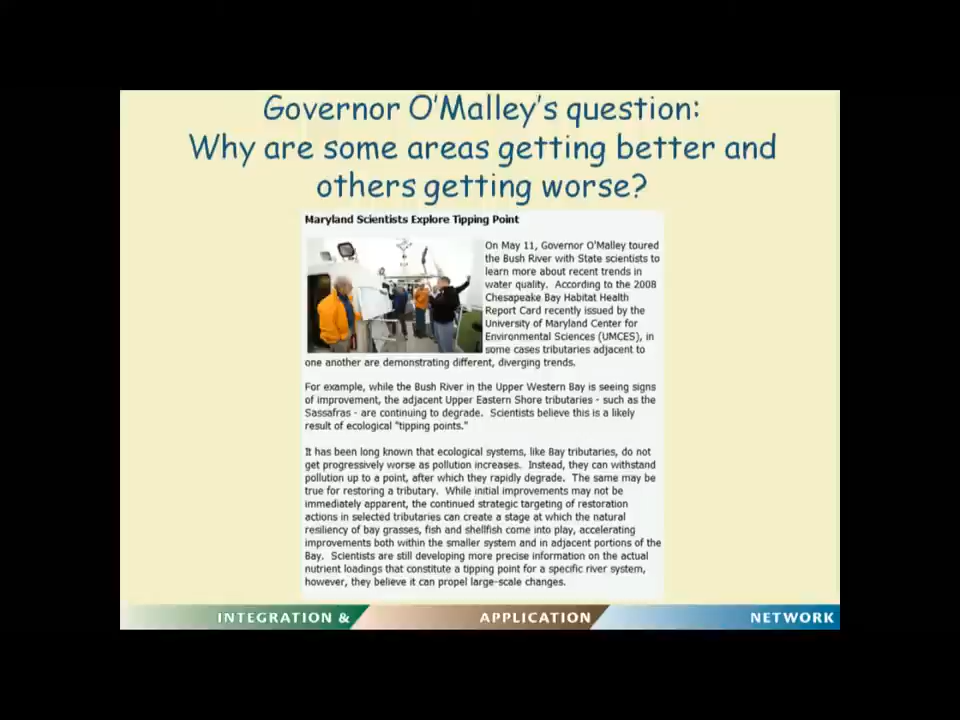 Governor O'Malley's question:
Why are some areas getting better and
others getting worse?
Maryland Scientists Explore Tipping Point
On May 11, Governor O'Malley toured
the Bush River with State scientists to
learn more about recent trends in
water quality. According to the 2008
Chesapeake Bay Habitat Health
Report Card recently issued by the
University of Maryland Center for
Environmental Sciences (UMCES), in
some cases tributaries adjacent to
one another are demonstrating different, diverging trends.
For example, while the Bush River in the Upper Western Bay is seeing signs
of improvement, the adjacent Upper Eastern Shore tributaries - such as the
Sassafras - are continuing to degrade. Scientists believe this is a likely
result of ecological "tipping points."
It has been long known that ecological systems, like Bay tributaries, do not
get progressively worse as pollution increases. Instead, they can withstand
pollution up to a point, after which they rapidly degrade. The same may be
true for restoring a tributary. While initial improvements may not be
immediately apparent, the continued strategic targeting of restoration
actions in selected tributaries can create a stage at which the natural
resiliency of bay grasses, fish and shellfish come into play, accelerating
improvements both within the smaller system and in adjacent portions of the
Bay. Scientists are still developing more precise information on the actual
nutrient loadings that constitute a tipping point for a specific river system,
however, they believe it can propel large-scale changes.
INTEGRATION & APPLICATION NETWORK